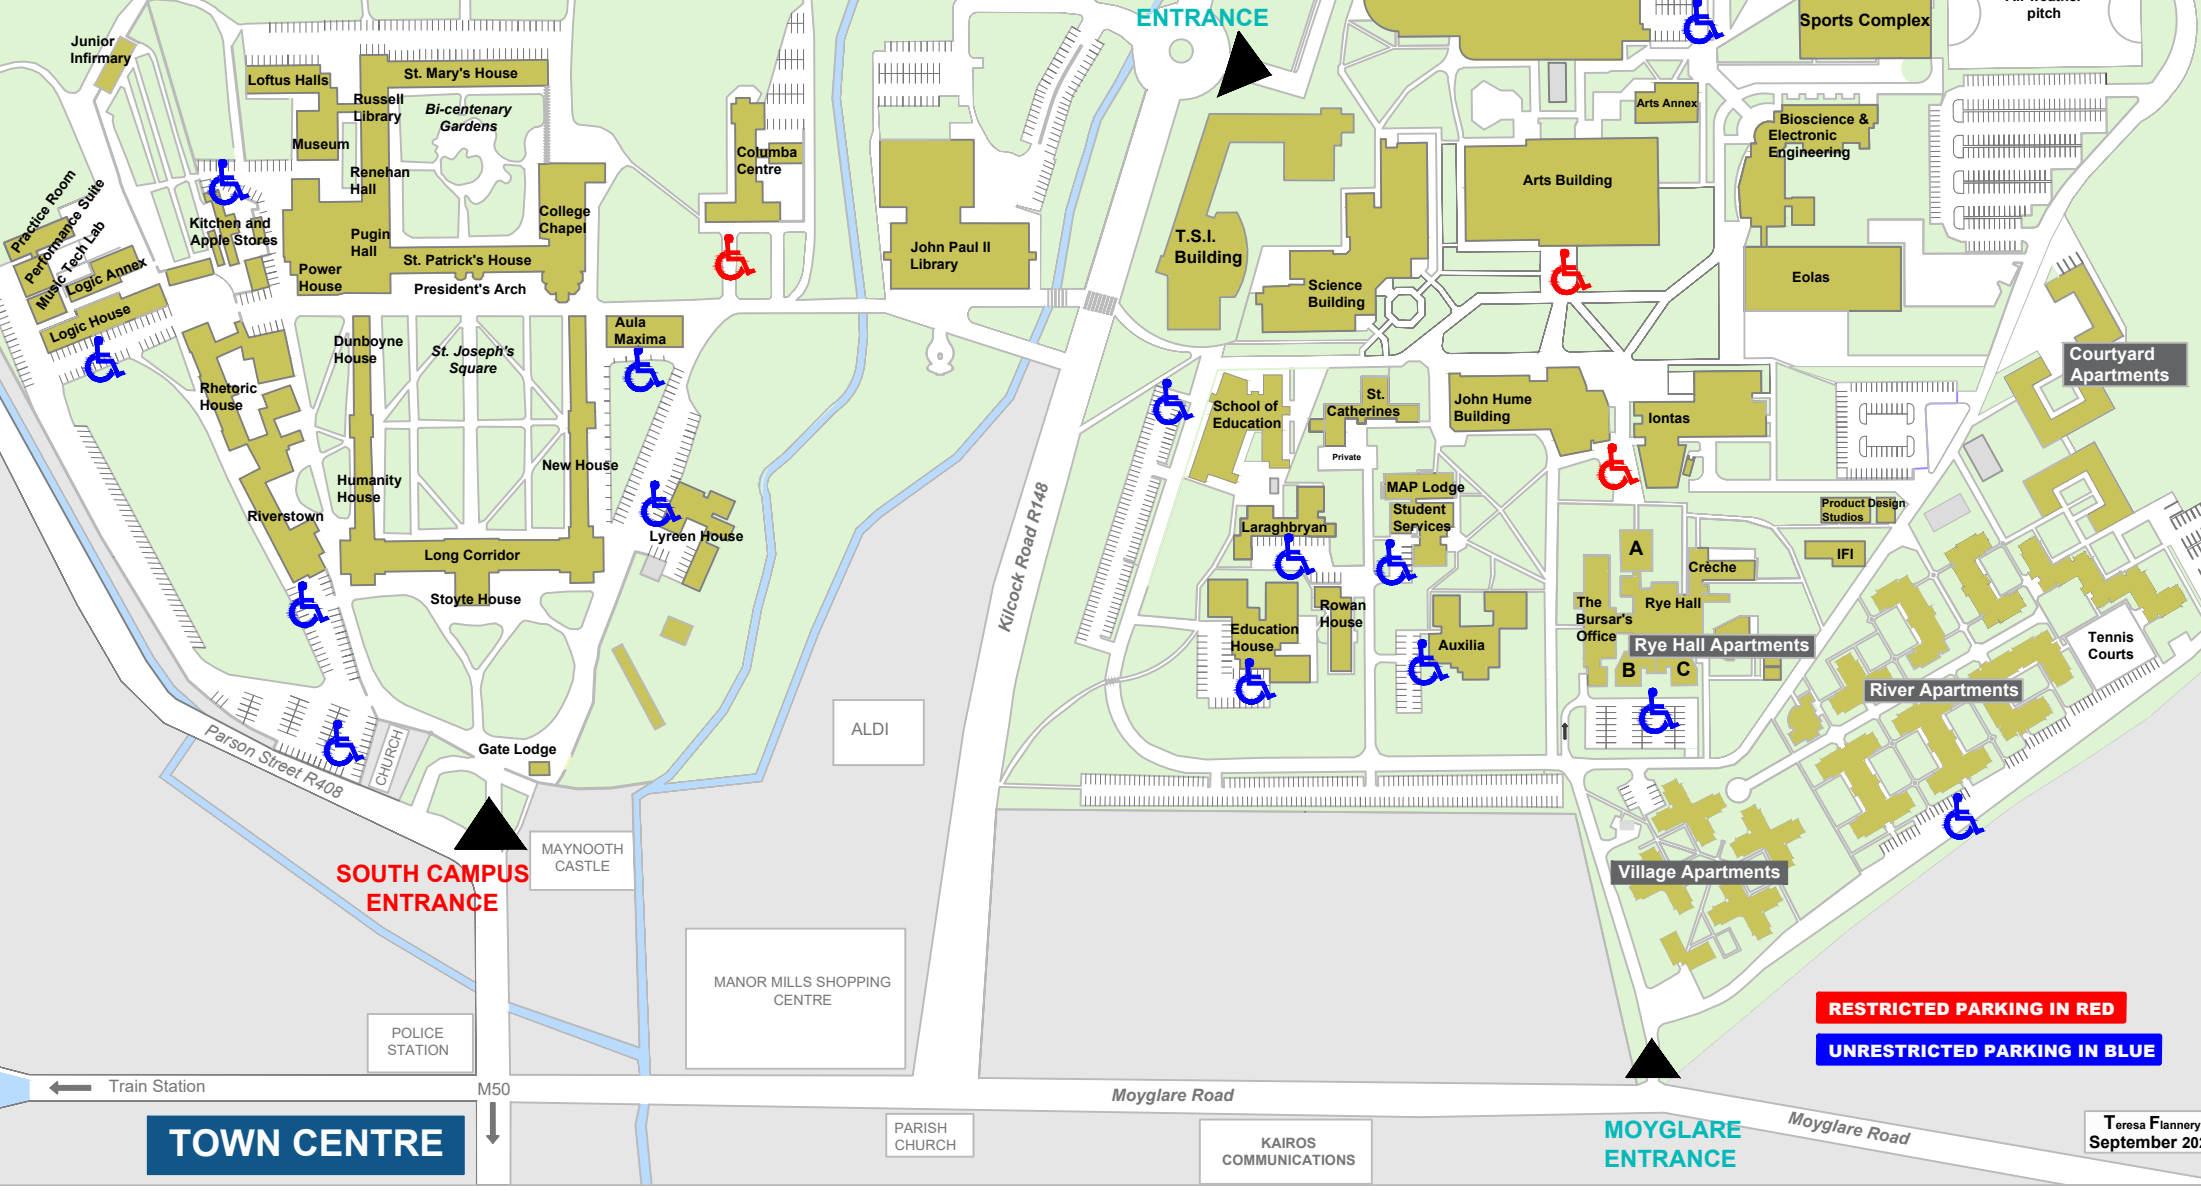 ENTRANCE
Sports Complex
pitch
Junior
Infirmary
Loftus Halls
St. Mary's House
Russell
Library
Bi-centenary
Gardens
Museum
Renehan
Hall
Columba
Centre
Arts Annex
Bioscience &
Electronic
Engineering
Arts Building
Practice Room
Performance Suite
Music Tech Lab
Logic Annex
Logic House
Kitchen and
Apple Stores
Pugin
Hall
Power
House
College
Chapel
St. Patrick's House
President's Arch
John Paul II
Library
T.S.I.
Building
Science
Building
Eolas
Aula
Maxima
Dunboyne
House
St. Joseph's
Square
Rhetoric
House
Courtyard
Apartments
School of
Education
St.
Catherines
John Hume
Building
Iontas
Private
New House
Humanity
House
Riverstown
MAP Lodge
Student
Services
Product Design
Studios
Laraghbryan
Lyreen House
Long Corridor
Stoyte House
Kilcock Road R148
A
IFI
Crèche
Rye Hall
The
Bursar's
Office
Rowan
House
Education
House
Auxilia
Rye Hall Apartments
B
C
Tennis
Courts
River Apartments
ALDI
Parson Street R408
CHURCH
Gate Lodge
MAYNOOTH
CASTLE
SOUTH CAMPUS
ENTRANCE
Village Apartments
MANOR MILLS SHOPPING
CENTRE
RESTRICTED PARKING IN RED
UNRESTRICTED PARKING IN BLUE
POLICE
STATION
Train Station
M50
Moyglare Road
TOWN CENTRE
PARISH
CHURCH
KAIROS
COMMUNICATIONS
MOYGLARE
ENTRANCE
Moyglare Road
Teresa Flannery
September